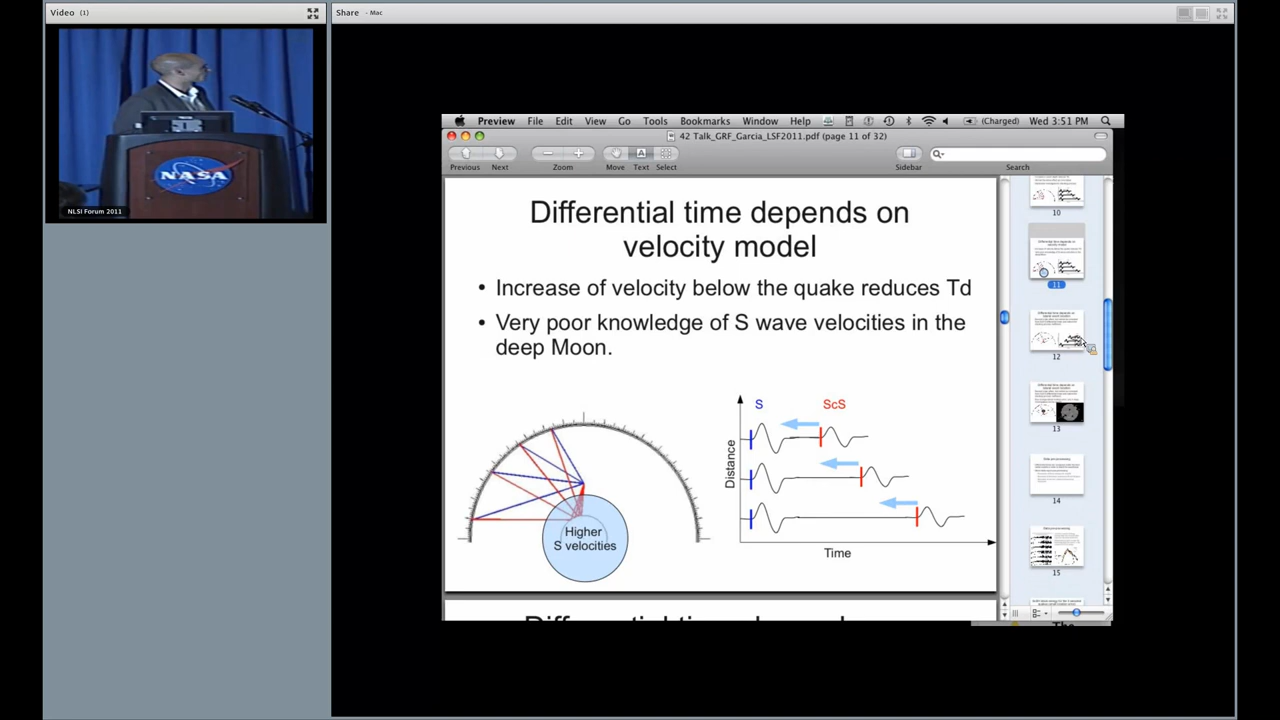 Video (1)
Share - Mac
NASA
NLSI Forum 2011
Preview File Edit View Go Tools Bookmarks Window Help (Charged) Wed 3:51 PM
42 Talk_GRF_Garcia_LSF2011.pdf (page 11 of 32)
Previous Next Zoom Move Text Select Sidebar Search
Differential time depends on
velocity model
• Increase of velocity below the quake reduces Td
• Very poor knowledge of S wave velocities in the
deep Moon.
S ScS
Distance
Higher
S velocities
Time
10
11
12
13
14
15